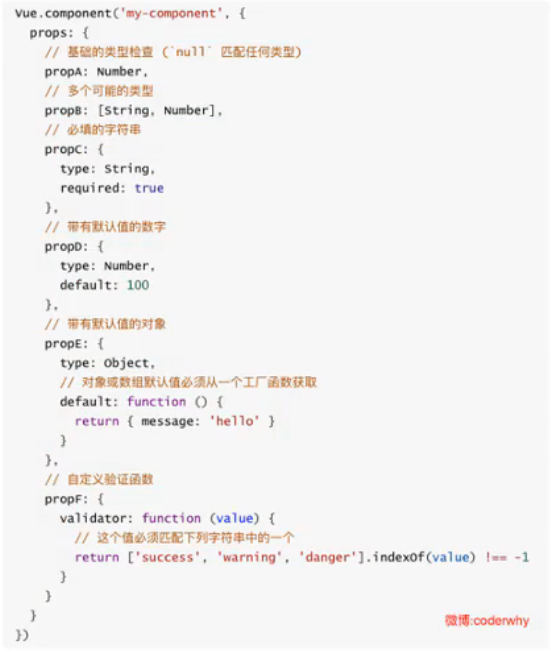 Vue.component('my-component', {
  props: {
    // 基础的类型检查 (`null` 匹配任何类型)
    propA: Number,
    // 多个可能的类型
    propB: [String, Number],
    // 必填的字符串
    propC: {
      type: String,
      required: true
    },
    // 带有默认值的数字
    propD: {
      type: Number,
      default: 100
    },
    // 带有默认值的对象
    propE: {
      type: Object,
      // 对象或数组默认值必须从一个工厂函数获取
      default: function () {
        return { message: 'hello' }
      }
    },
    // 自定义验证函数
    propF: {
      validator: function (value) {
        // 这个值必须匹配下列字符串中的一个
        return ['success', 'warning', 'danger'].indexOf(value) !== -1
      }
    }
  }
})
微博:coderwhy